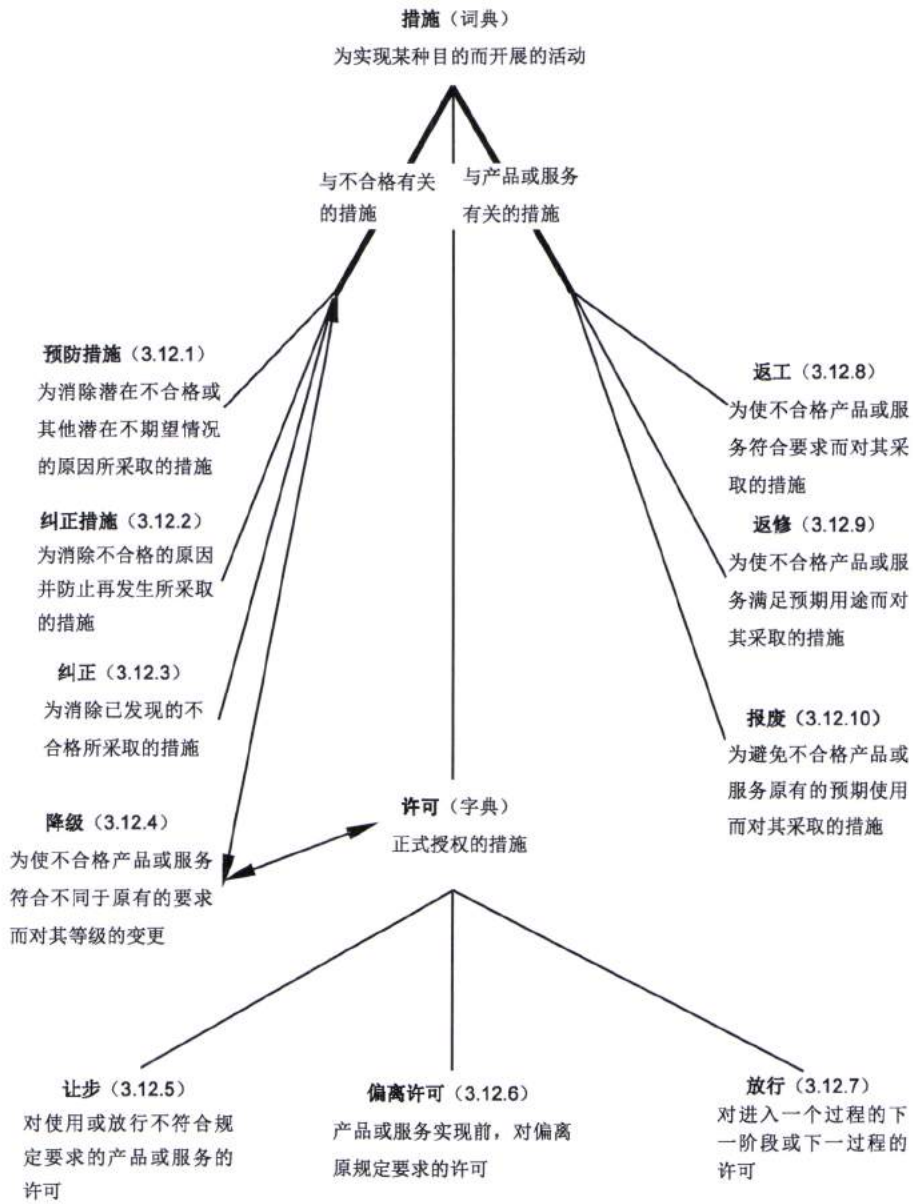 措施（词典）
为实现某种目的而开展的活动
与不合格有关
的措施
与产品或服务
有关的措施
预防措施（3.12.1）
为消除潜在不合格或
其他潜在不期望情况
的原因所采取的措施
纠正措施（3.12.2）
为消除不合格的原因
并防止再发生所采取
的措施
纠正（3.12.3）
为消除已发现的不
合格所采取的措施
降级（3.12.4）
为使不合格产品或服务
符合不同于原有的要求
而对其等级的变更
返工（3.12.8）
为使不合格产品或服
务符合要求而对其采
取的措施
返修（3.12.9）
为使不合格产品或服
务满足预期用途而对
其采取的措施
报废（3.12.10）
为避免不合格产品或
服务原有的预期使用
而对其采取的措施
许可（字典）
正式授权的措施
让步（3.12.5）
对使用或放行不符合规
定要求的产品或服务的
许可
偏离许可（3.12.6）
产品或服务实现前，对偏离
原规定要求的许可
放行（3.12.7）
对进入一个过程的下
一阶段或下一过程的
许可